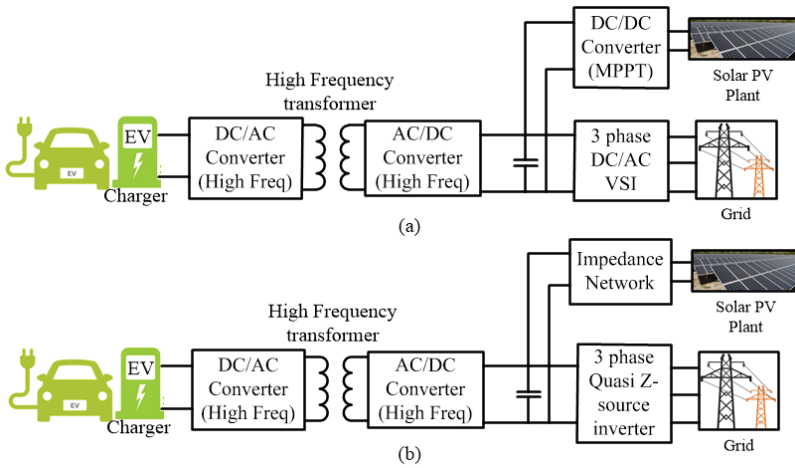 DC/DC
Converter
(MPPT)
Solar PV
Plant
High Frequency
transformer
EV
EV
Charger
DC/AC
Converter
(High Freq)
AC/DC
Converter
(High Freq)
3 phase
DC/AC
VSI
Grid
(a)
Impedance
Network
Solar PV
Plant
High Frequency
transformer
EV
EV
Charger
DC/AC
Converter
(High Freq)
AC/DC
Converter
(High Freq)
3 phase
Quasi Z-
source
inverter
Grid
(b)